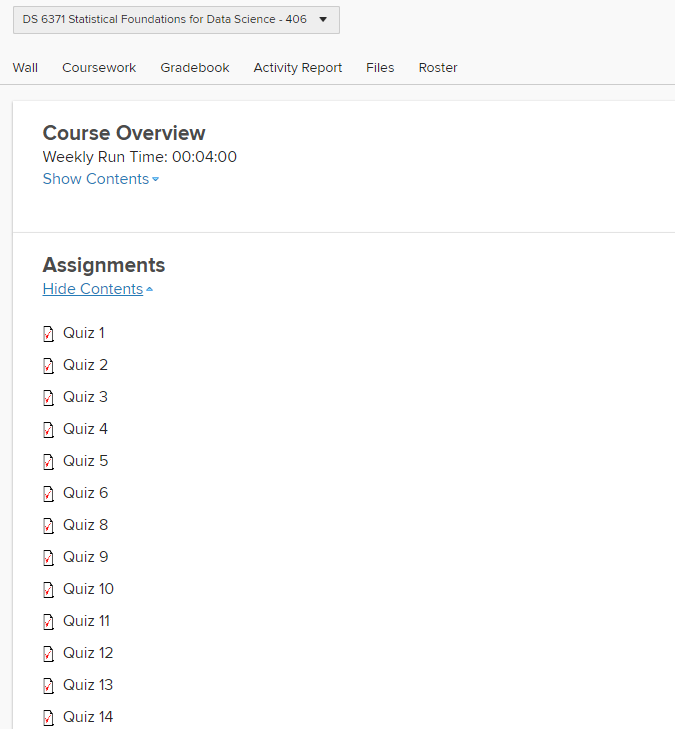 DS 6371 Statistical Foundations for Data Science - 406
Wall Coursework Gradebook Activity Report Files Roster
Course Overview
Weekly Run Time: 00:04:00
Show Contents
Assignments
Hide Contents
Quiz 1
Quiz 2
Quiz 3
Quiz 4
Quiz 5
Quiz 6
Quiz 8
Quiz 9
Quiz 10
Quiz 11
Quiz 12
Quiz 13
Quiz 14